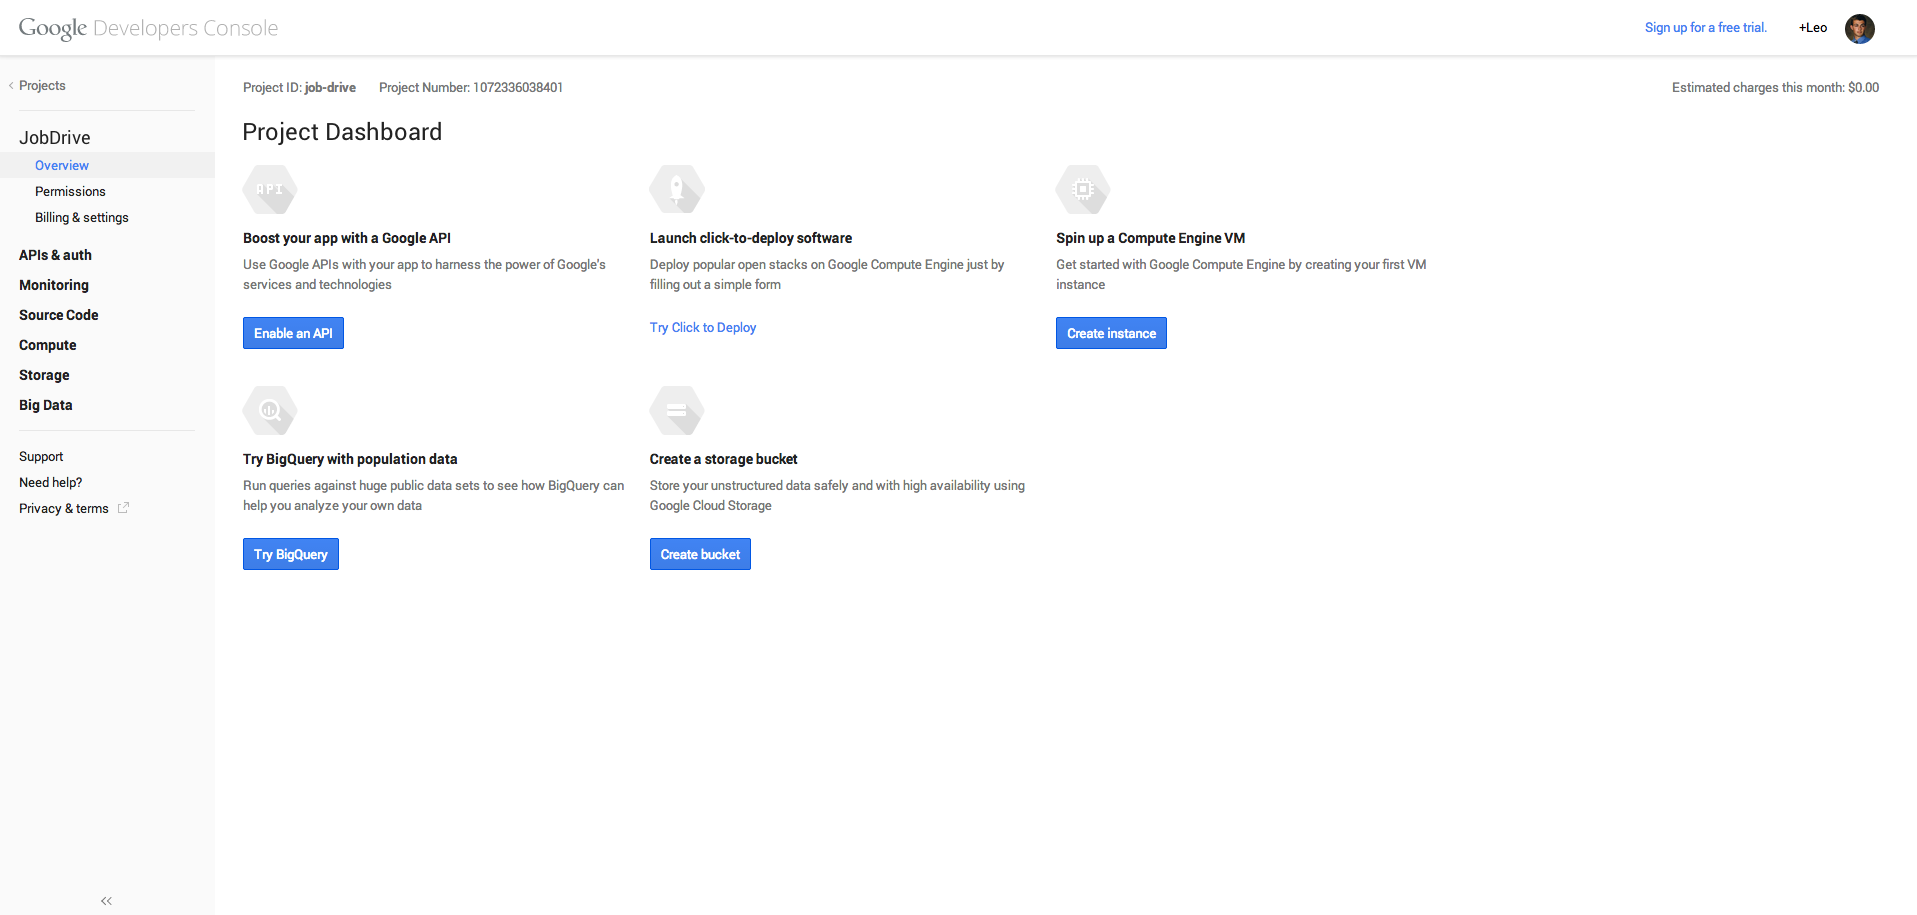 Google Developers Console
Sign up for a free trial.
+Leo
Projects
JobDrive
Overview
Permissions
Billing & settings
APIs & auth
Monitoring
Source Code
Compute
Storage
Big Data
Support
Need help?
Privacy & terms
Project ID: job-drive Project Number: 1072336038401
Estimated charges this month: $0.00
Project Dashboard
API
Boost your app with a Google API
Use Google APIs with your app to harness the power of Google's
services and technologies
Enable an API
Launch click-to-deploy software
Deploy popular open stacks on Google Compute Engine just by
filling out a simple form
Try Click to Deploy
Spin up a Compute Engine VM
Get started with Google Compute Engine by creating your first VM
instance
Create instance
Try BigQuery with population data
Run queries against huge public data sets to see how BigQuery can
help you analyze your own data
Try BigQuery
Create a storage bucket
Store your unstructured data safely and with high availability using
Google Cloud Storage
Create bucket